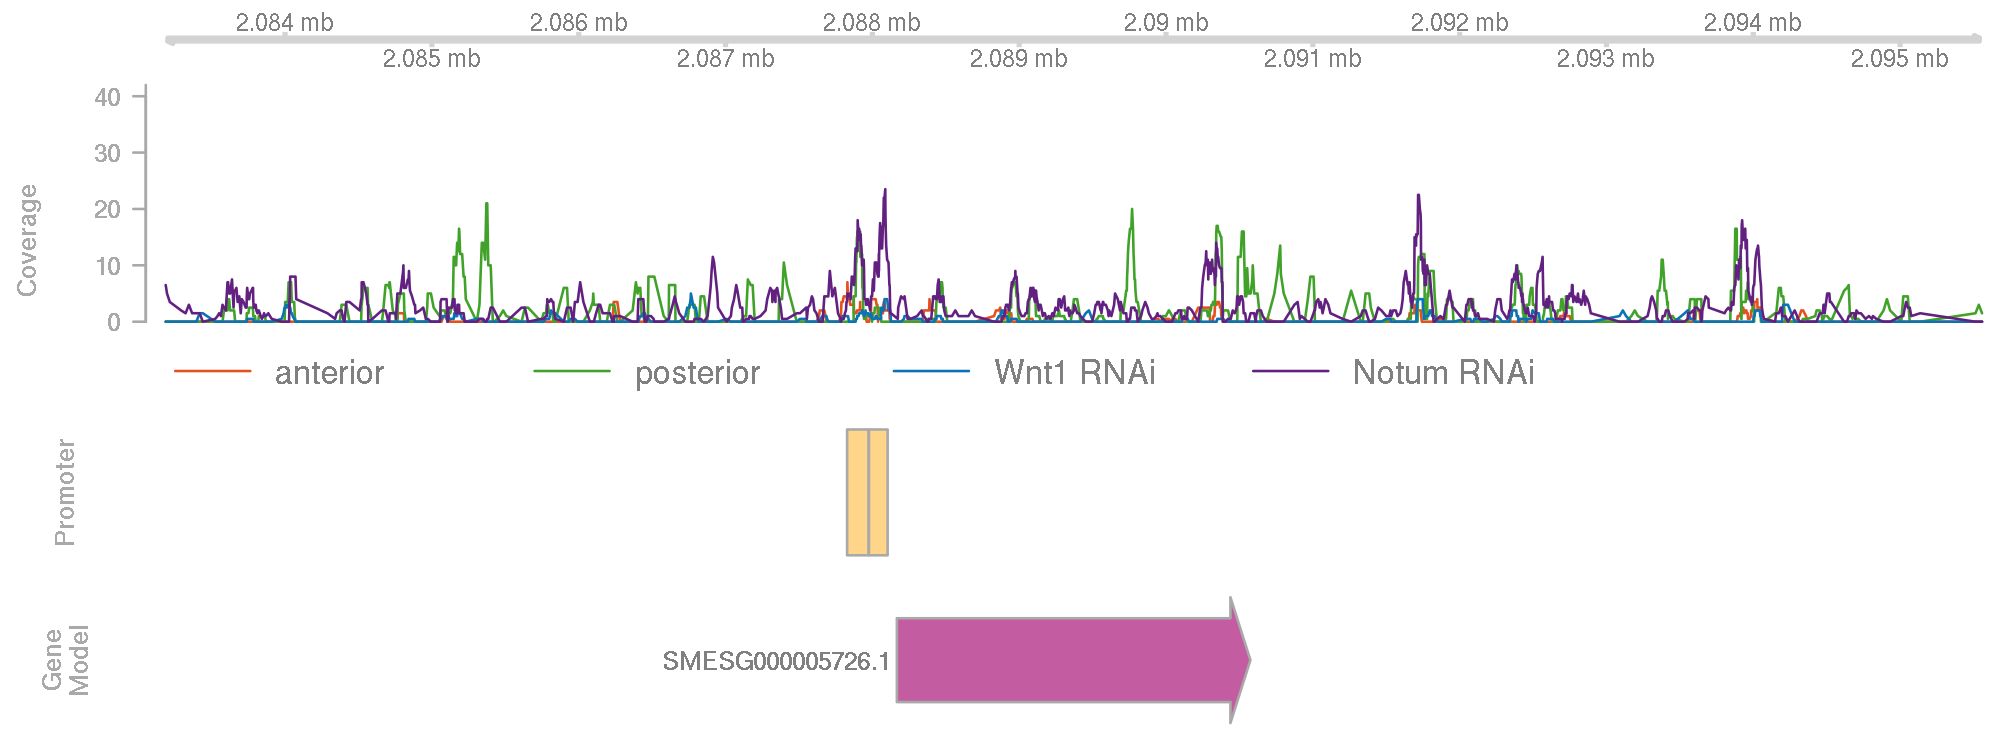 2.084 mb 2.086 mb 2.088 mb 2.09 mb 2.092 mb 2.094 mb
2.085 mb 2.087 mb 2.089 mb 2.091 mb 2.093 mb 2.095 mb
Coverage
40
30
20
10
0
anterior posterior Wnt1 RNAi Notum RNAi
Promoter
Gene
Model
SMESG000005726.1